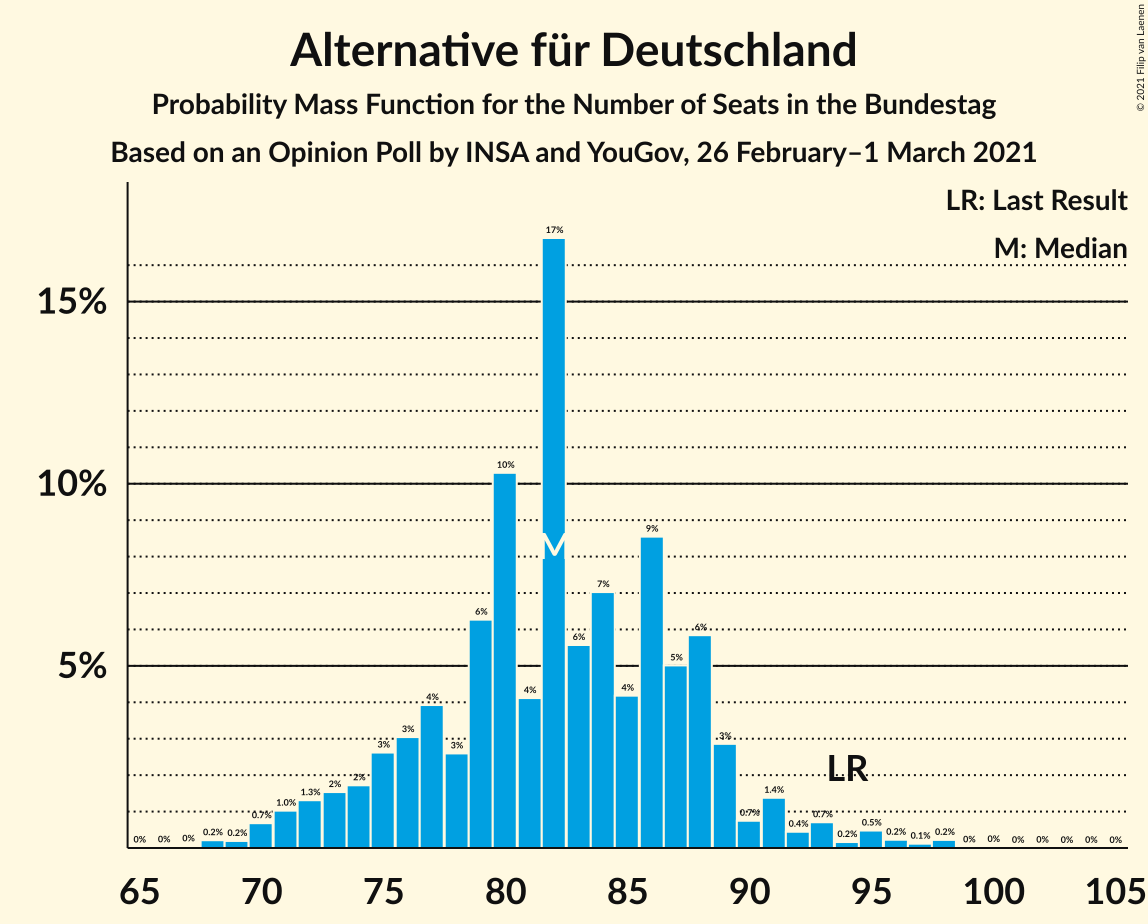 Alternative für Deutschland
Probability Mass Function for the Number of Seats in the Bundestag
Based on an Opinion Poll by INSA and YouGov, 26 February–1 March 2021
© 2021 Filip van Laenen
LR: Last Result
M: Median
15%
10%
5%
0% 0% 0% 0.2% 0.2% 0.7% 1.0% 1.3% 2% 2% 3% 3% 4% 3% 6% 10% 4% 17% 6% 7% 4% 9% 5% 6% 3% 0.7% 1.4% 0.4% 0.7% 0.2% 0.5% 0.2% 0.1% 0.2% 0% 0% 0% 0% 0% 0% 0%
M
LR
65 70 75 80 85 90 95 100 105